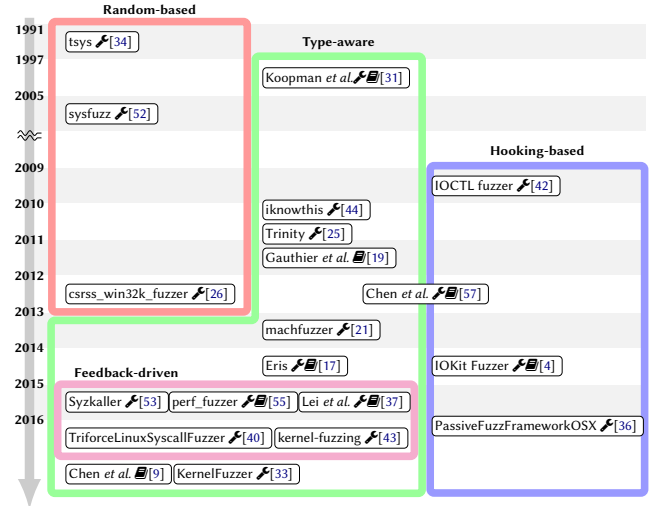 Random-based
1991
tsys [34]
Type-aware
1997
Koopman et al. [31]
2005
sysfuzz [52]
Hooking-based
2009
IOCTL fuzzer [42]
2010
iknowthis [44]
Trinity [25]
2011
Gauthier et al. [19]
2012
csrss_win32k_fuzzer [26]
Chen et al. [57]
2013
machfuzzer [21]
2014
Eris [17]
IOKit Fuzzer [4]
Feedback-driven
2015
Syzkaller [53] perf_fuzzer [55] Lei et al. [37]
2016
PassiveFuzzFrameworkOSX [36]
TriforceLinuxSyscallFuzzer [40] kernel-fuzzing [43]
Chen et al. [9] KernelFuzzer [33]